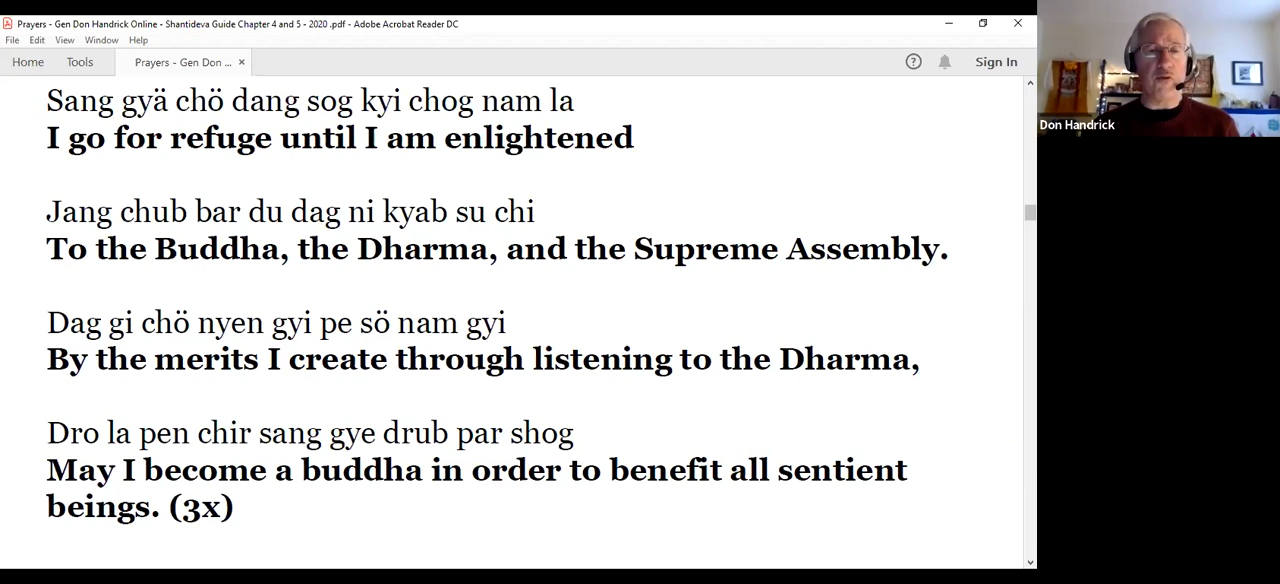 Prayers - Gen Don Handrick Online - Shantideva Guide Chapter 4 and 5 - 2020 .pdf - Adobe Acrobat Reader DC
File Edit View Window Help
Home Tools Prayers - Gen Don ... × Sign In
Sang gyä chö dang sog kyi chog nam la
I go for refuge until I am enlightened
Jang chub bar du dag ni kyab su chi
To the Buddha, the Dharma, and the Supreme Assembly.
Dag gi chö nyen gyi pe sö nam gyi
By the merits I create through listening to the Dharma,
Dro la pen chir sang gye drub par shog
May I become a buddha in order to benefit all sentient
beings. (3x)
Don Handrick